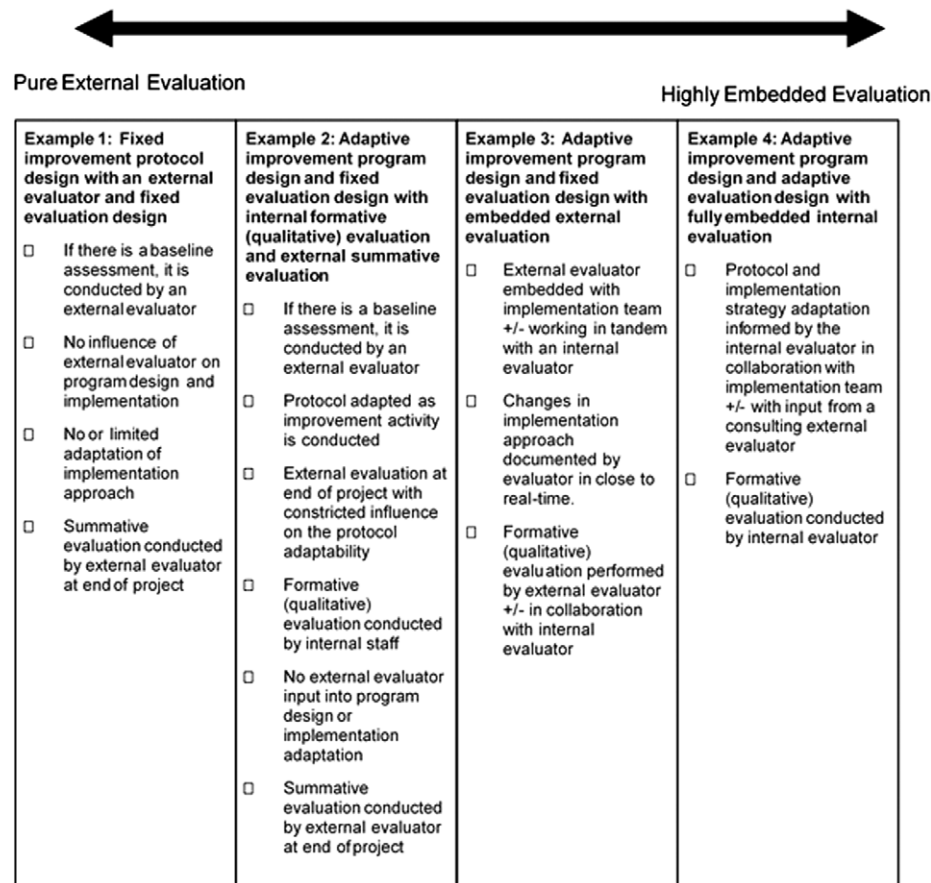 Pure External Evaluation
Highly Embedded Evaluation
Example 1: Fixed
improvement protocol
design with an external
evaluator and fixed
evaluation design
If there is a baseline
assessment, it is
conducted by an
external evaluator
No influence of
external evaluator on
program design and
implementation
No or limited
adaptation of
implementation
approach
Summative
evaluation conducted
by external evaluator
at end of project
Example 2: Adaptive
improvement program
design and fixed
evaluation design with
internal formative
(qualitative) evaluation
and external summative
evaluation
If there is a baseline
assessment, it is
conducted by an
external evaluator
Protocol adapted as
improvement activity
is conducted
External evaluation at
end of project with
constricted influence
on the protocol
adaptability
Formative
(qualitative)
evaluation conducted
by internal staff
No external evaluator
input into program
design or
implementation
adaptation
Summative
evaluation conducted
by external evaluator
at end of project
Example 3: Adaptive
improvement program
design and fixed
evaluation design with
embedded external
evaluation
External evaluator
embedded with
implementation team
+/- working in tandem
with an internal
evaluator
Changes in
implementation
approach
documented by
evaluator in close to
real-time.
Formative
(qualitative)
evaluation performed
by external evaluator
+/- in collaboration
with internal
evaluator
Example 4: Adaptive
improvement program
design and adaptive
evaluation design with
fully embedded internal
evaluation
Protocol and
implementation
strategy adaptation
informed by the
internal evaluator in
collaboration with
implementation team
+/- with input from a
consulting external
evaluator
Formative
(qualitative)
evaluation conducted
by internal evaluator